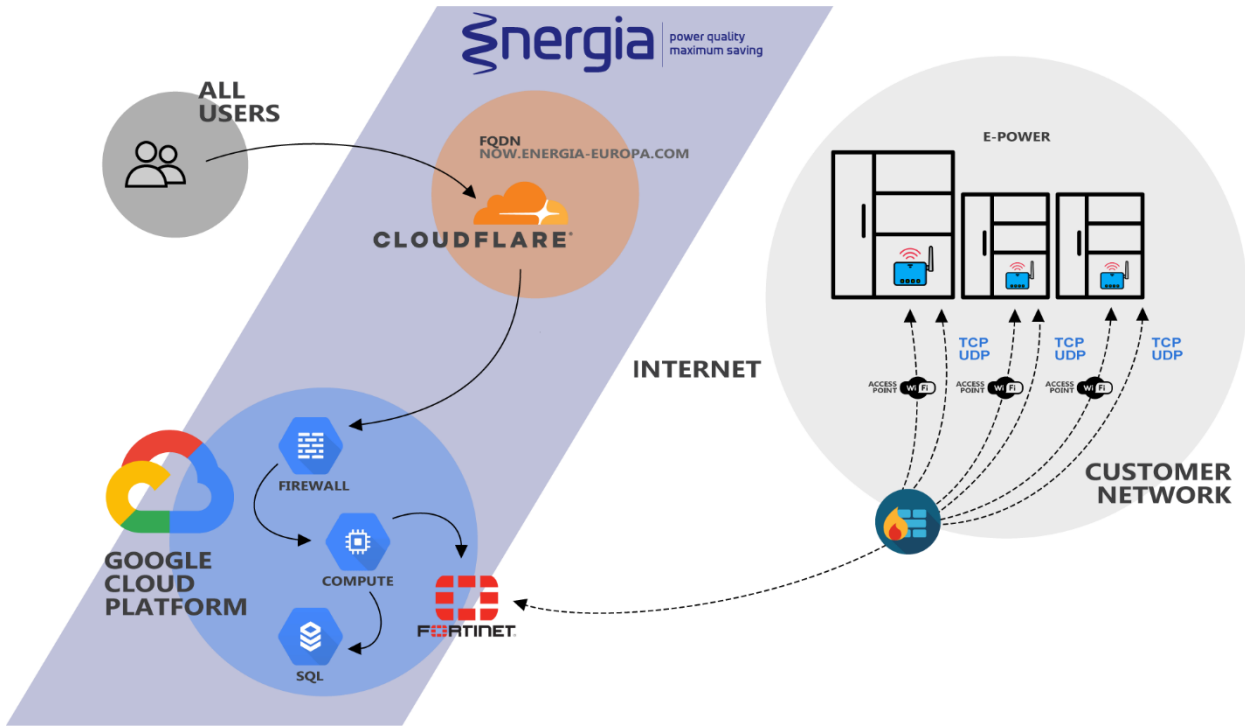 Energia
power quality
maximum saving
ALL
USERS
FQDN
NOW.ENERGIA-EUROPA.COM
CLOUDFLARE
E-POWER
TCP
UDP
TCP
UDP
TCP
UDP
ACCESS
POINT
Wi Fi
ACCESS
POINT
Wi Fi
ACCESS
POINT
Wi Fi
INTERNET
CUSTOMER
NETWORK
FIREWALL
GOOGLE
CLOUD
PLATFORM
COMPUTE
FORTINET
SQL